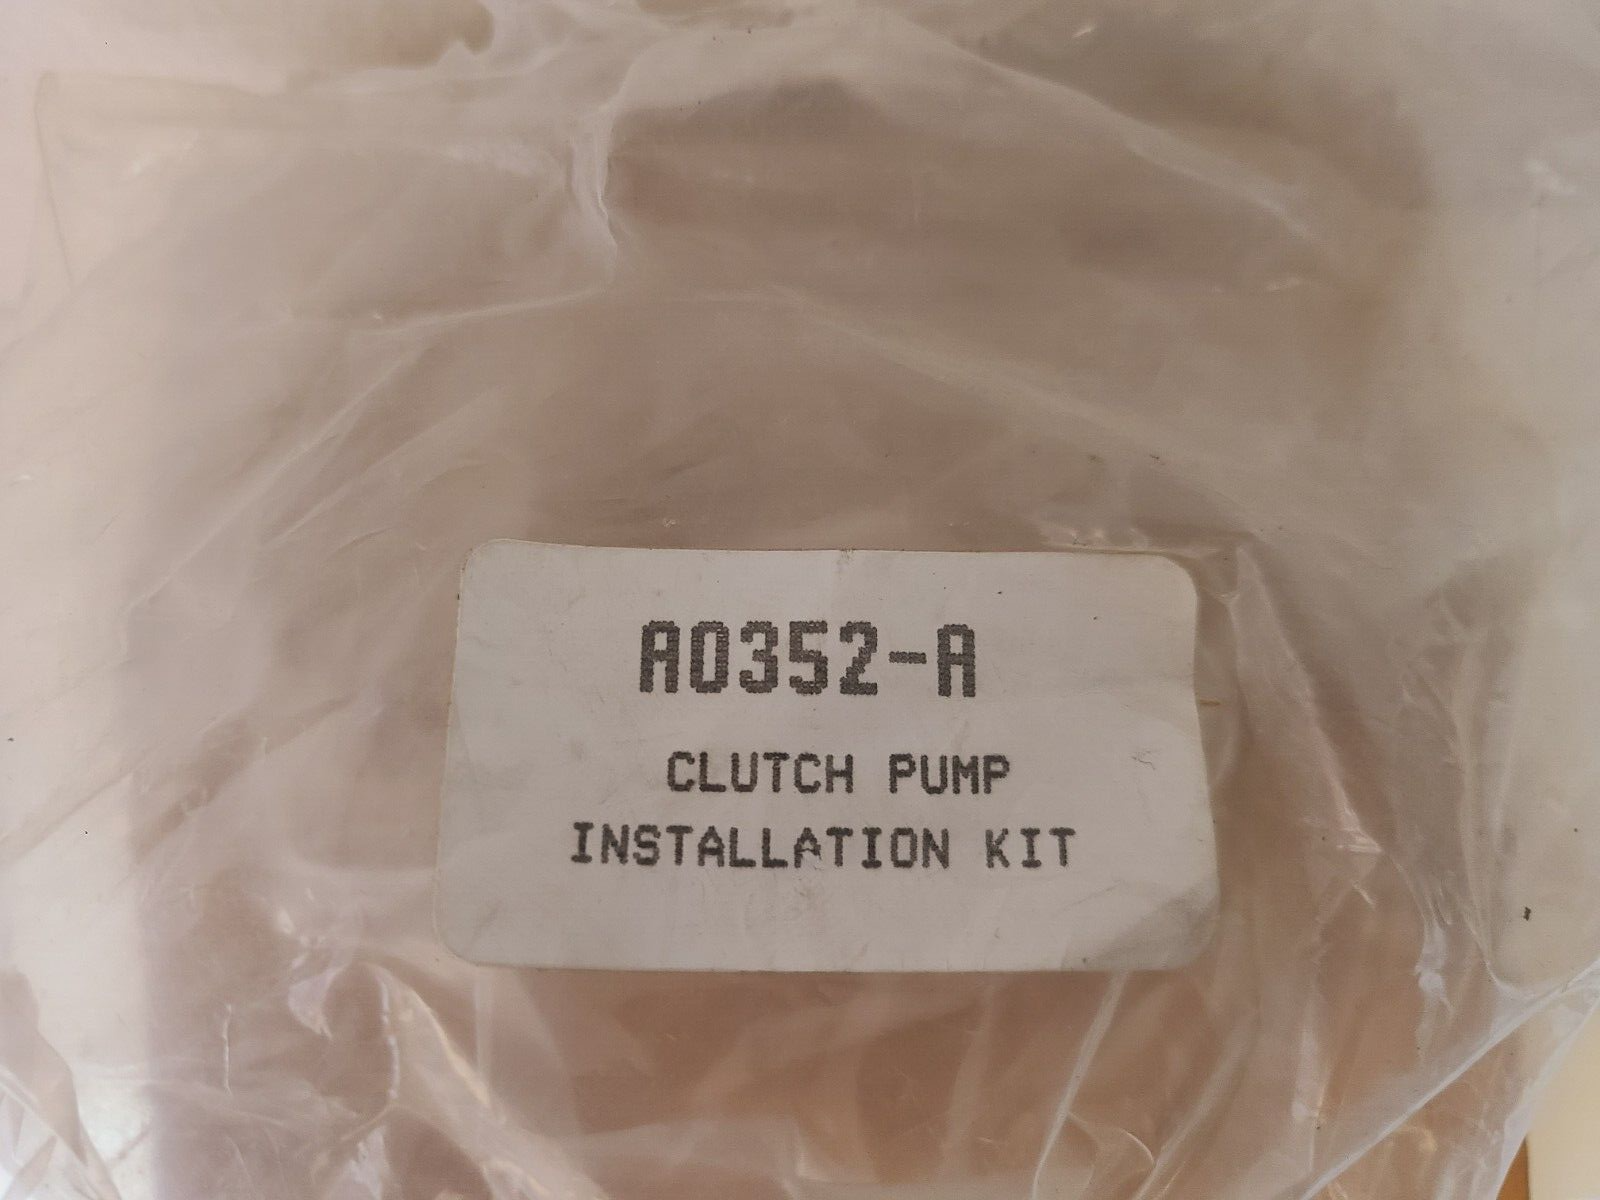 A0352-A
CLUTCH PUMP
INSTALLATION KIT